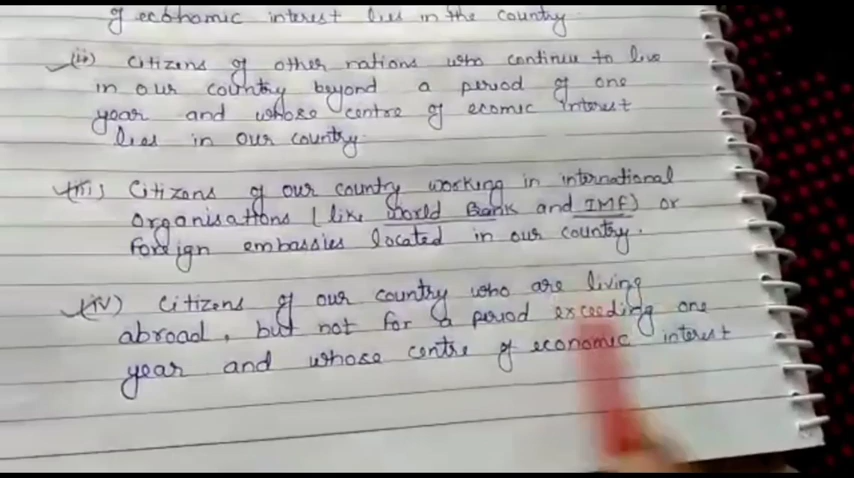 of economic interest lies in the country
(ii) Citizens of other nations who continue to live
in our country beyond a period of one
year and whose centre of ecomic interest
lies in our country.
(iii) Citizens of our country working in international
organisations (like World Bank and IMF) or
foreign embassies located in our country.
(iv) Citizens of our country who are living
abroad, but not for a period exceeding one
year and whose centre of economic interest